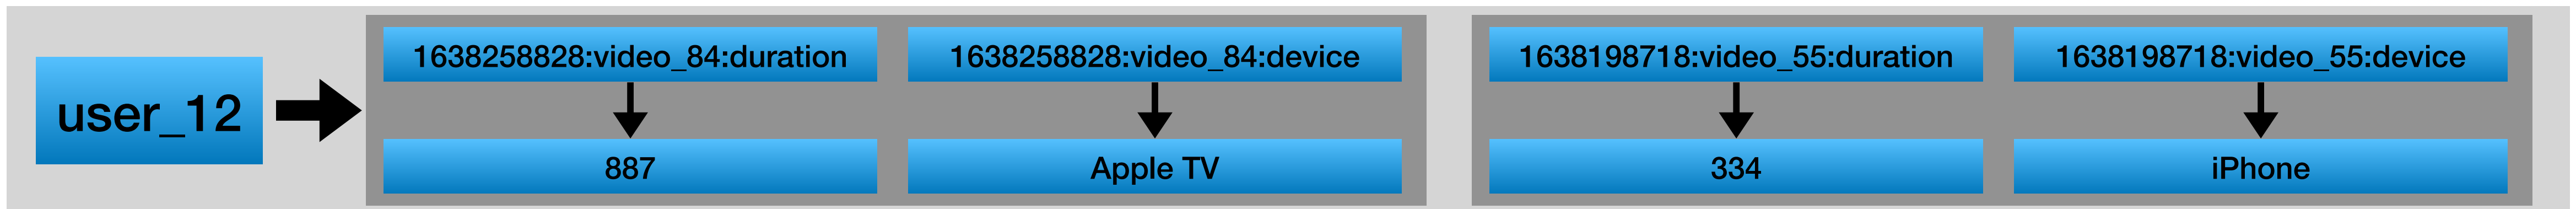 user_12
1638258828:video_84:duration
887
1638258828:video_84:device
Apple TV
1638198718:video_55:duration
334
1638198718:video_55:device
iPhone